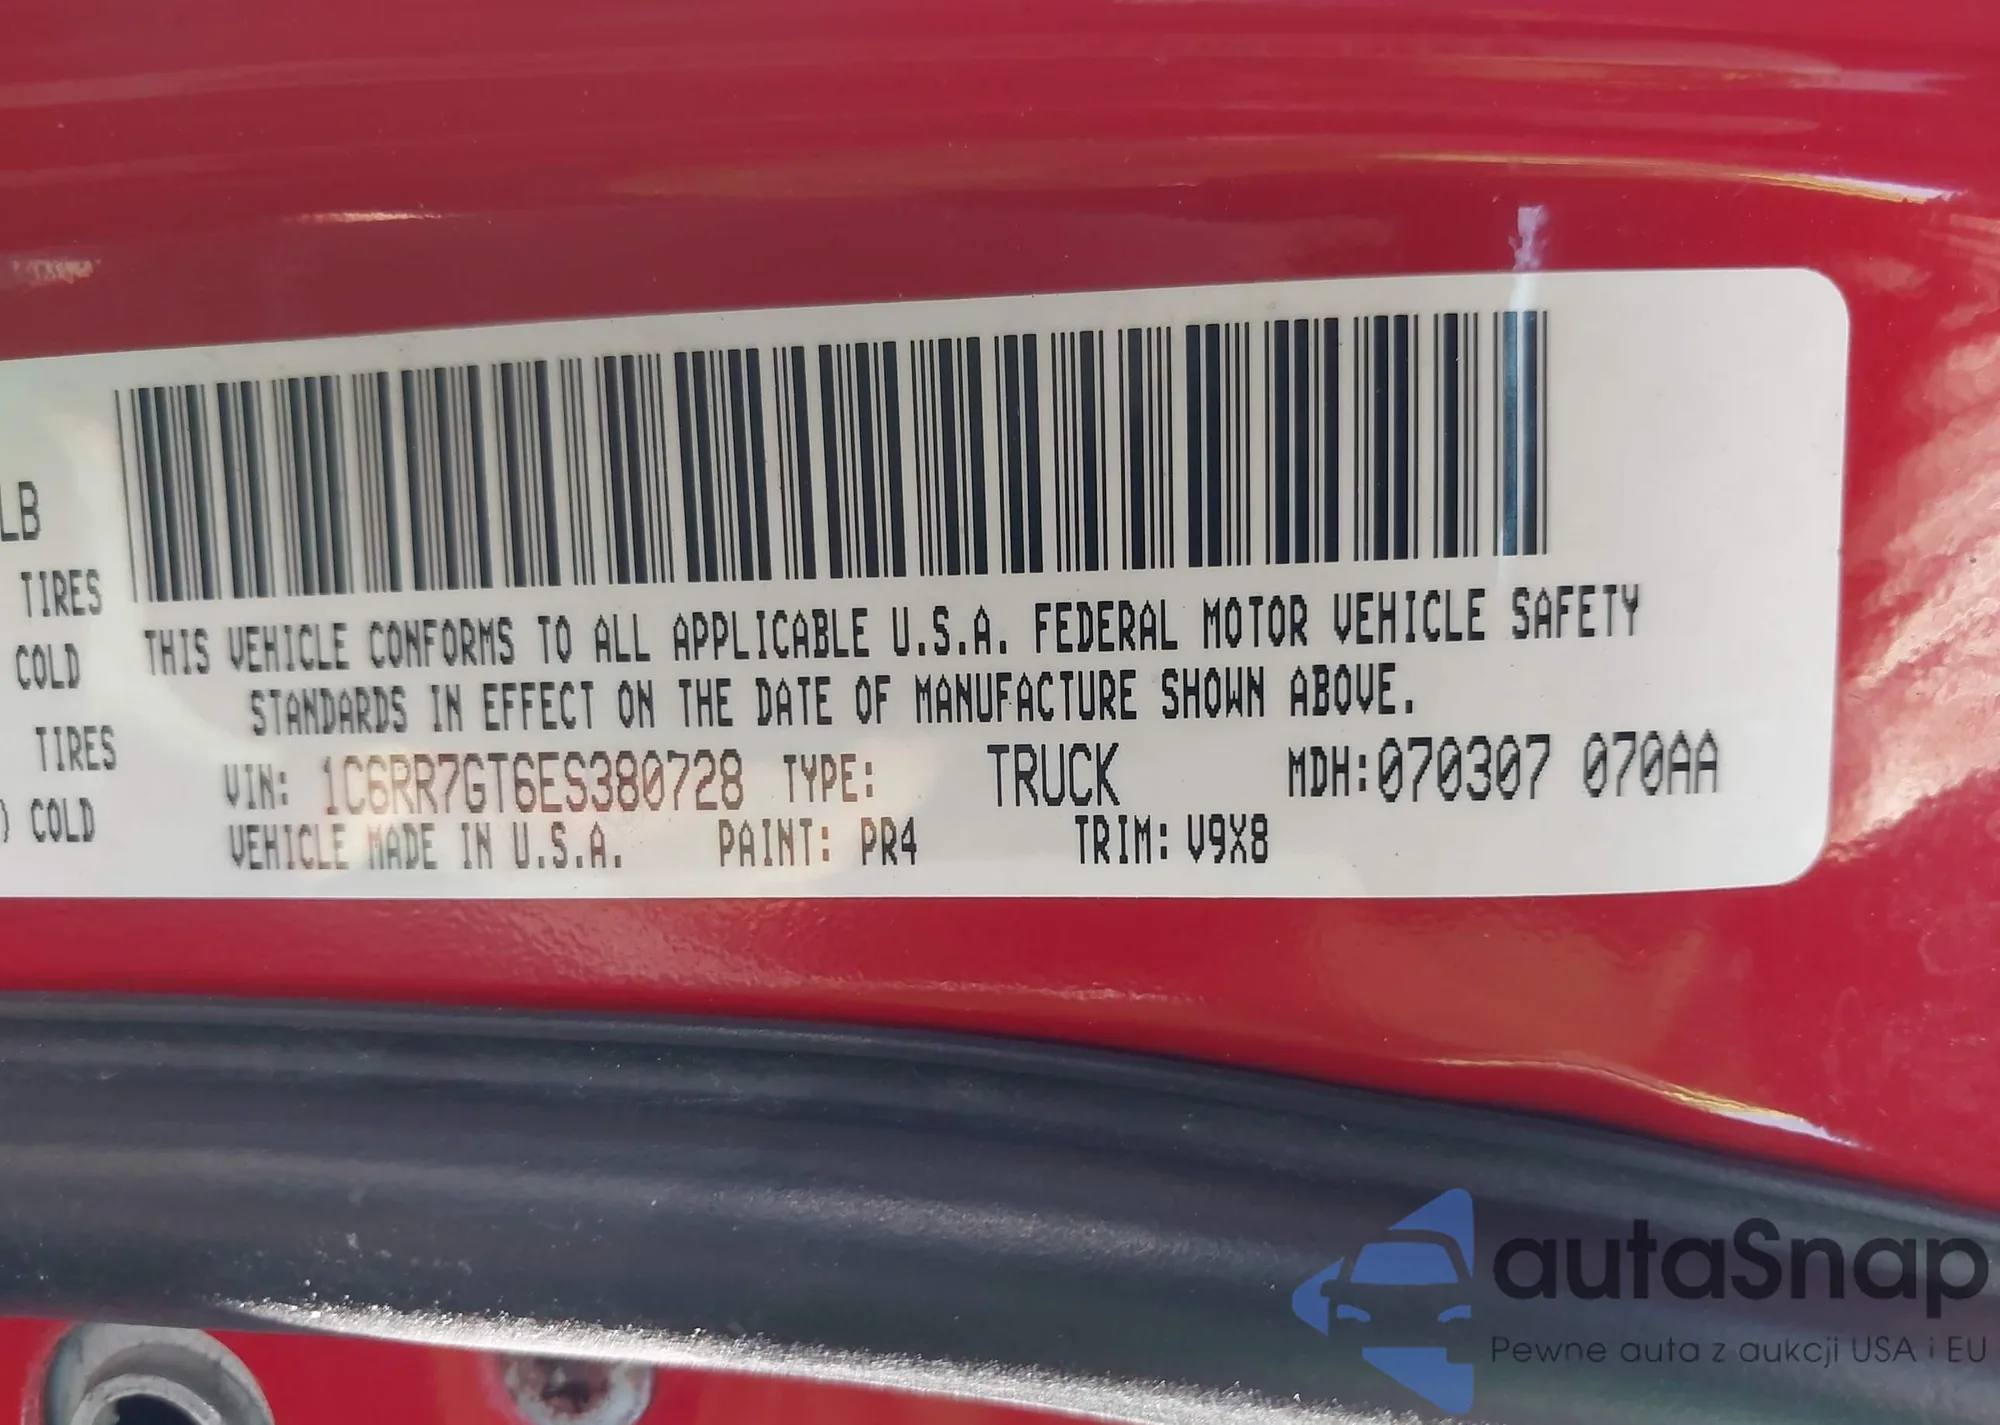 LB
TIRES
COLD
TIRES
) COLD
THIS VEHICLE CONFORMS TO ALL APPLICABLE U.S.A. FEDERAL MOTOR VEHICLE SAFETY
STANDARDS IN EFFECT ON THE DATE OF MANUFACTURE SHOWN ABOVE.
VIN: 1C6RR7GT6ES380728 TYPE: TRUCK MDH:070307 070AA
VEHICLE MADE IN U.S.A. PAINT: PR4 TRIM: V9X8
autaSnap
Pewne auta z aukcji USA i EU